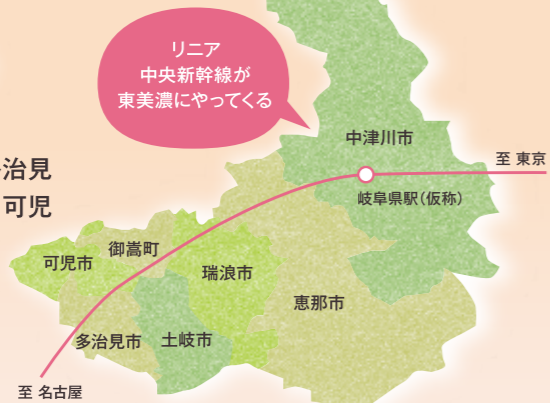 リニア
中央新幹線が
東美濃にやってくる
治見
可児
中津川市
至 東京
岐阜県駅（仮称）
御嵩町
可児市
瑞浪市
恵那市
多治見市
土岐市
至 名古屋